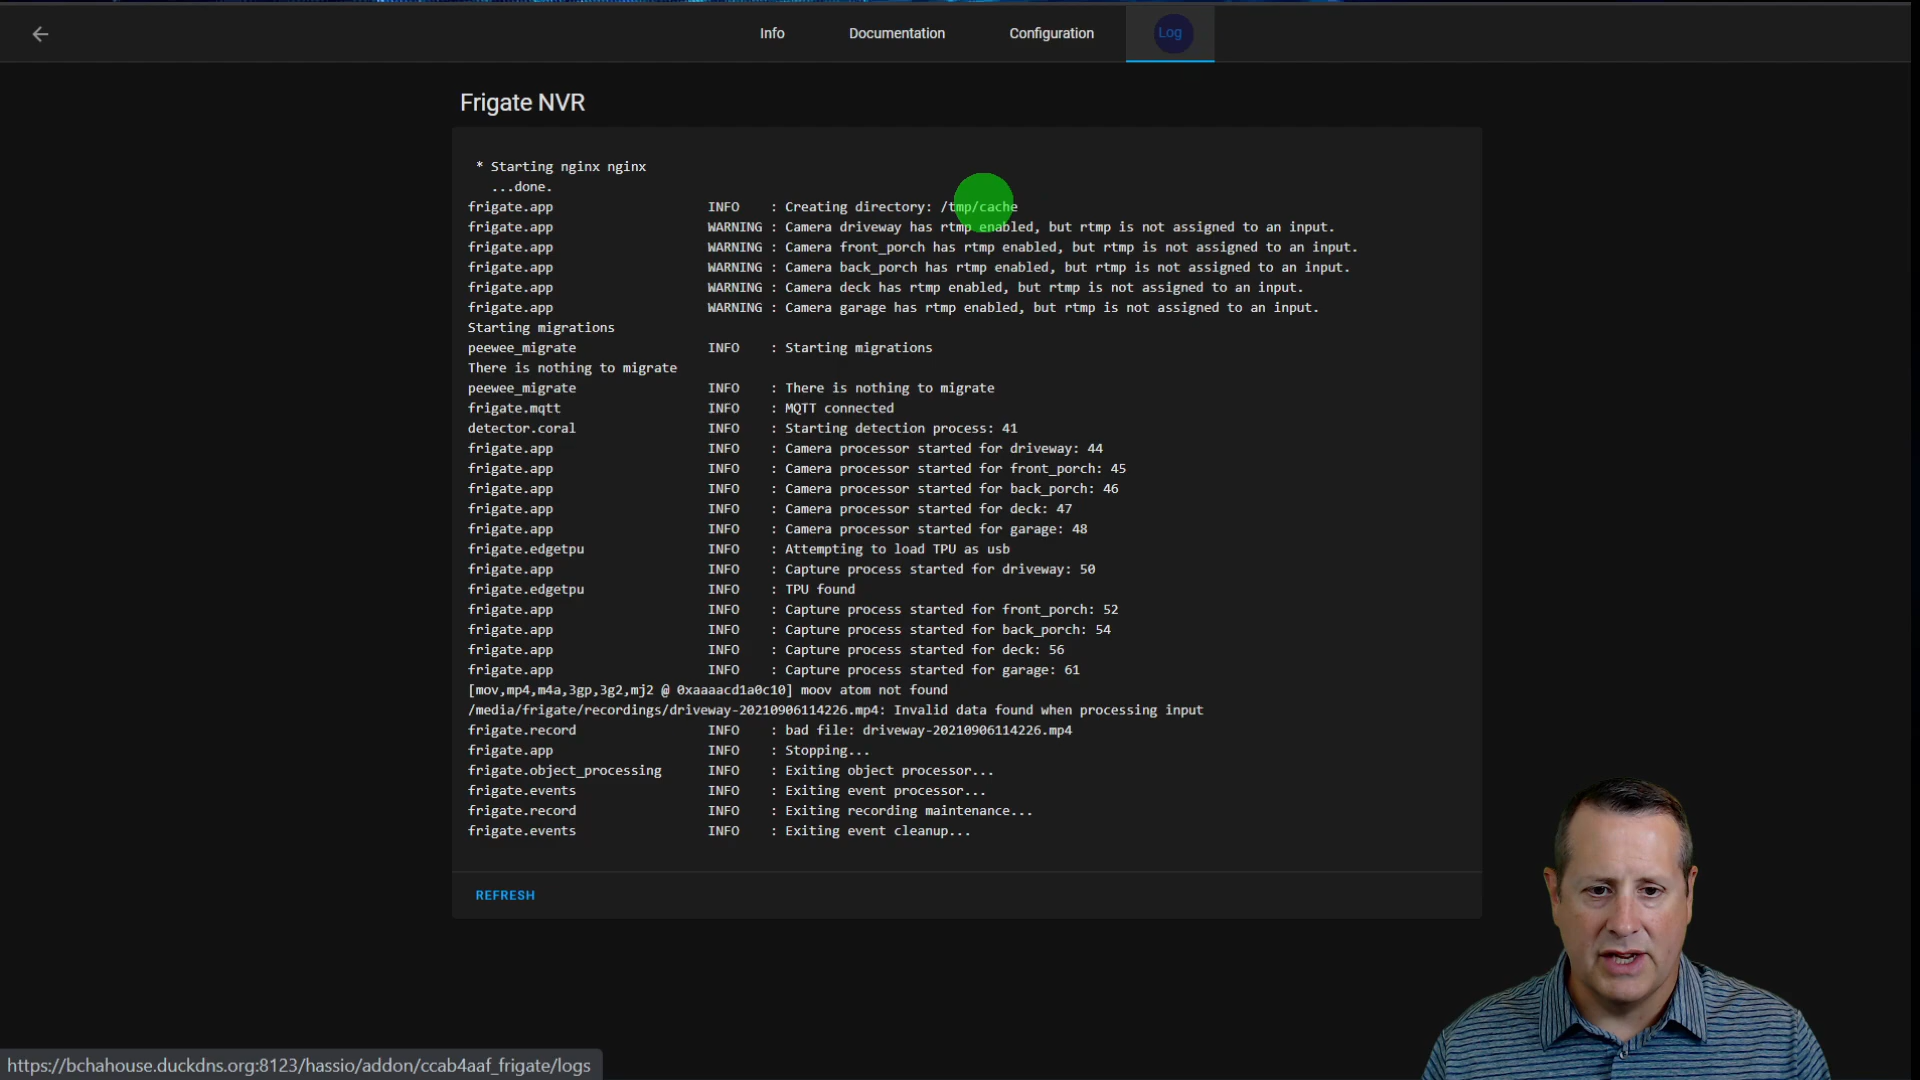 Info Documentation Configuration Log
Frigate NVR
* Starting nginx nginx
...done.
frigate.app INFO : Creating directory: /tmp/cache
frigate.app WARNING : Camera driveway has rtmp enabled, but rtmp is not assigned to an input.
frigate.app WARNING : Camera front_porch has rtmp enabled, but rtmp is not assigned to an input.
frigate.app WARNING : Camera back_porch has rtmp enabled, but rtmp is not assigned to an input.
frigate.app WARNING : Camera deck has rtmp enabled, but rtmp is not assigned to an input.
frigate.app WARNING : Camera garage has rtmp enabled, but rtmp is not assigned to an input.
Starting migrations
peewee_migrate INFO : Starting migrations
There is nothing to migrate
peewee_migrate INFO : There is nothing to migrate
frigate.mqtt INFO : MQTT connected
detector.coral INFO : Starting detection process: 41
frigate.app INFO : Camera processor started for driveway: 44
frigate.app INFO : Camera processor started for front_porch: 45
frigate.app INFO : Camera processor started for back_porch: 46
frigate.app INFO : Camera processor started for deck: 47
frigate.app INFO : Camera processor started for garage: 48
frigate.edgetpu INFO : Attempting to load TPU as usb
frigate.app INFO : Capture process started for driveway: 50
frigate.edgetpu INFO : TPU found
frigate.app INFO : Capture process started for front_porch: 52
frigate.app INFO : Capture process started for back_porch: 54
frigate.app INFO : Capture process started for deck: 56
frigate.app INFO : Capture process started for garage: 61
[mov,mp4,m4a,3gp,3g2,mj2 @ 0xaaaacd1a0c10] moov atom not found
/media/frigate/recordings/driveway-20210906114226.mp4: Invalid data found when processing input
frigate.record INFO : bad file: driveway-20210906114226.mp4
frigate.app INFO : Stopping...
frigate.object_processing INFO : Exiting object processor...
frigate.events INFO : Exiting event processor...
frigate.record INFO : Exiting recording maintenance...
frigate.events INFO : Exiting event cleanup...
REFRESH
https://bchahouse.duckdns.org:8123/hassio/addon/ccab4aaf_frigate/logs